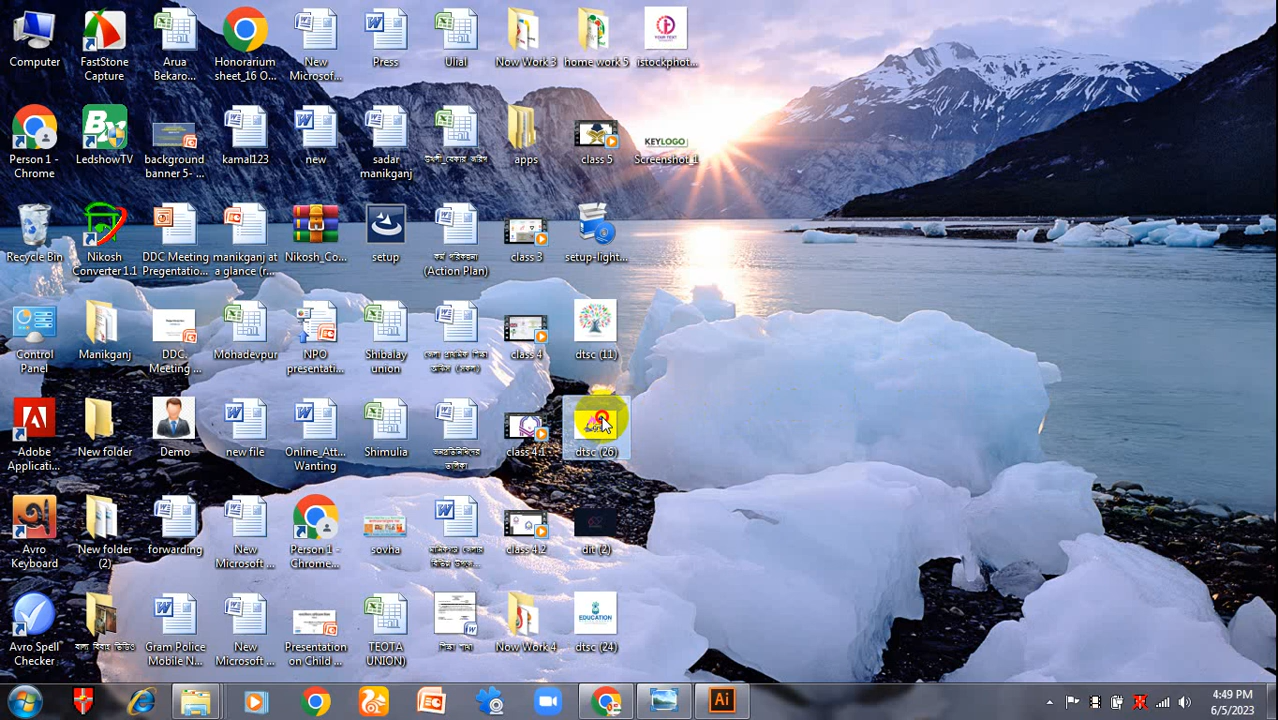 Computer
FastStone
Capture
Arua
Bekaro...
Honorarium
sheet_16 O...
New
Microsof...
Press
Ulial
Now Work 3
home work 5
istockphot...
Person 1 -
Chrome
LedshowTV
background
banner 5- ...
kamal123
new
sadar
manikganj
apps
class 5
KEYLOGO
Screenshot_1
Recycle Bin
Nikosh
Converter 1.1
DDC Meeting
Pregentatio...
manikganj at
a glance (r...
Nikosh_Co...
setup
কর্ম পরিকল্পনা
(Action Plan)
class 3
setup-light...
Control
Panel
Manikganj
DDC.
Meeting ...
Mohadevpur
NPO
presentati...
Shibalay
union
class 4
dtsc (11)
Adobe
Applicati...
New folder
Demo
new file
Online_Att...
Wanting
Shimulia
class 4.1
dtsc (26)
Avro
Keyboard
New folder
(2)
forwarding
New
Microsoft ...
Person 1 -
Chrome...
sovha
class 4.2
dit (2)
Avro Spell
Checker
বাল্য বিবাহ ভিডিও
Gram Police
Mobile N...
New
Microsoft ...
Presentation
on Child ...
TEOTA
UNION)
শিক্ষা শাখা
Now Work 4
EDUCATION
dtsc (24)
Ai
4:49 PM
6/5/2023